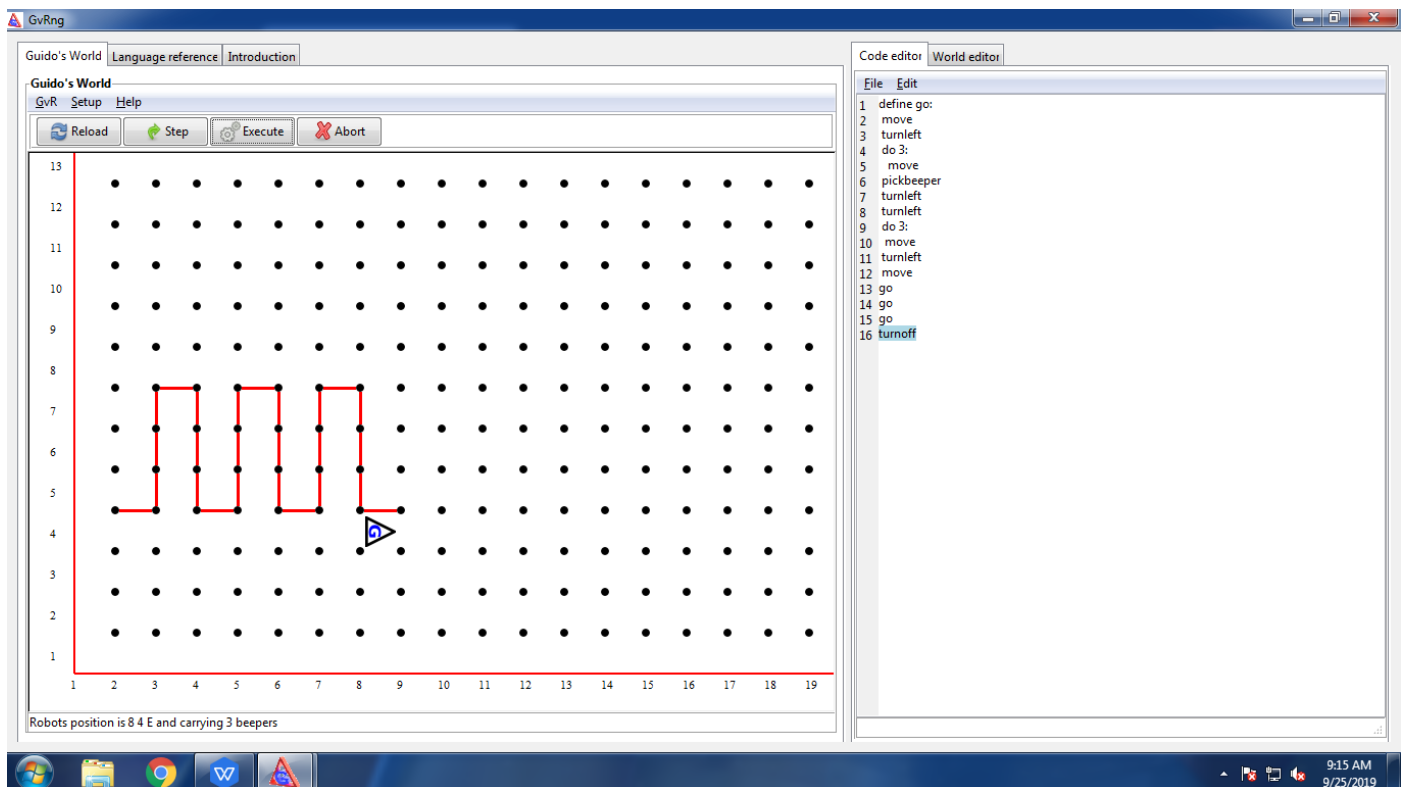 GvRng
Guido's World Language reference Introduction
Guido's World
GvR Setup Help
Reload Step Execute Abort
13
12
11
10
9
8
7
6
5
4
3
2
1
G
1 2 3 4 5 6 7 8 9 10 11 12 13 14 15 16 17 18 19
Robots position is 8 4 E and carrying 3 beepers
Code editor World editor
File Edit
1 define go:
2 move
3 turnleft
4 do 3:
5 move
6 pickbeeper
7 turnleft
8 turnleft
9 do 3:
10 move
11 turnleft
12 move
13 go
14 go
15 go
16 turnoff
9:15 AM
9/25/2019